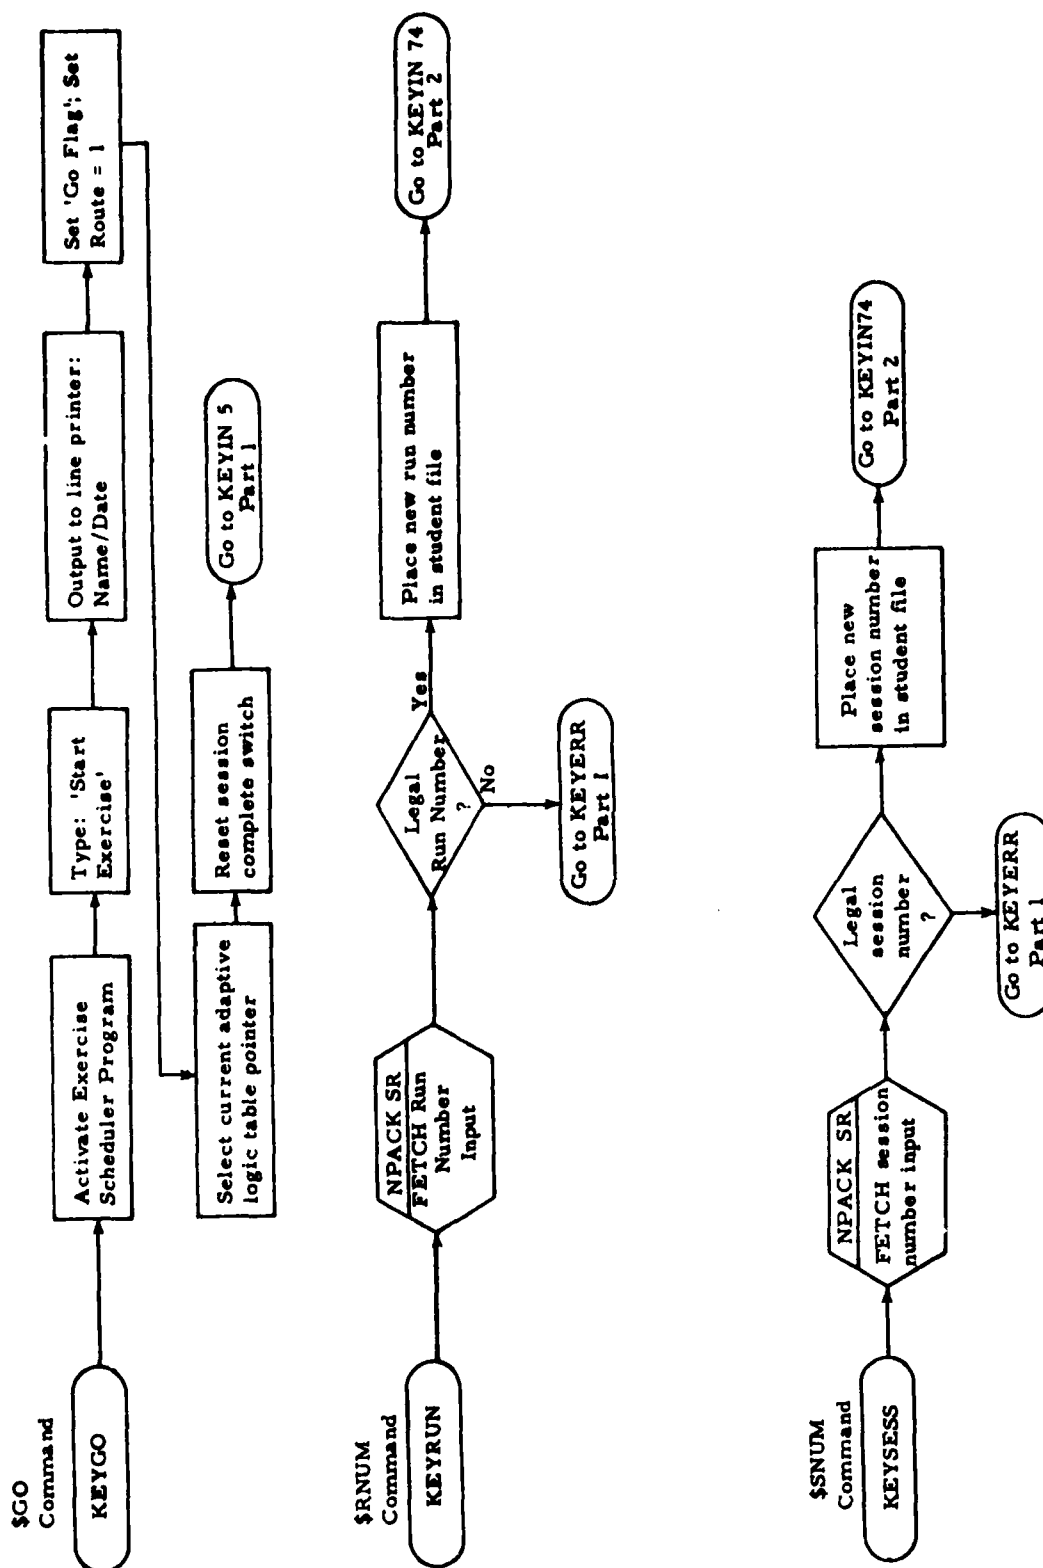 $GO
Command
KEYGO
Activate Exercise
Scheduler Program
Type: 'Start
Exercise'
Output to line printer:
Name/Date
Set 'Go Flag'; Set
Route = 1
Select current adaptive
logic table pointer
Reset session
complete switch
Go to KEYIN 5
Part 1
$RNUM
Command
KEYRUN
NPACK SR
FETCH Run
Number
Input
Legal
Run Number
?
Yes
No
Place new run number
in student file
Go to KEYIN 74
Part 2
Go to KEYERR
Part 1
$SNUM
Command
KEYSESS
NPACK SR
FETCH session
number input
Legal
session
number
?
Place new
session number
in student file
Go to KEYIN74
Part 2
Go to KEYERR
Part 1